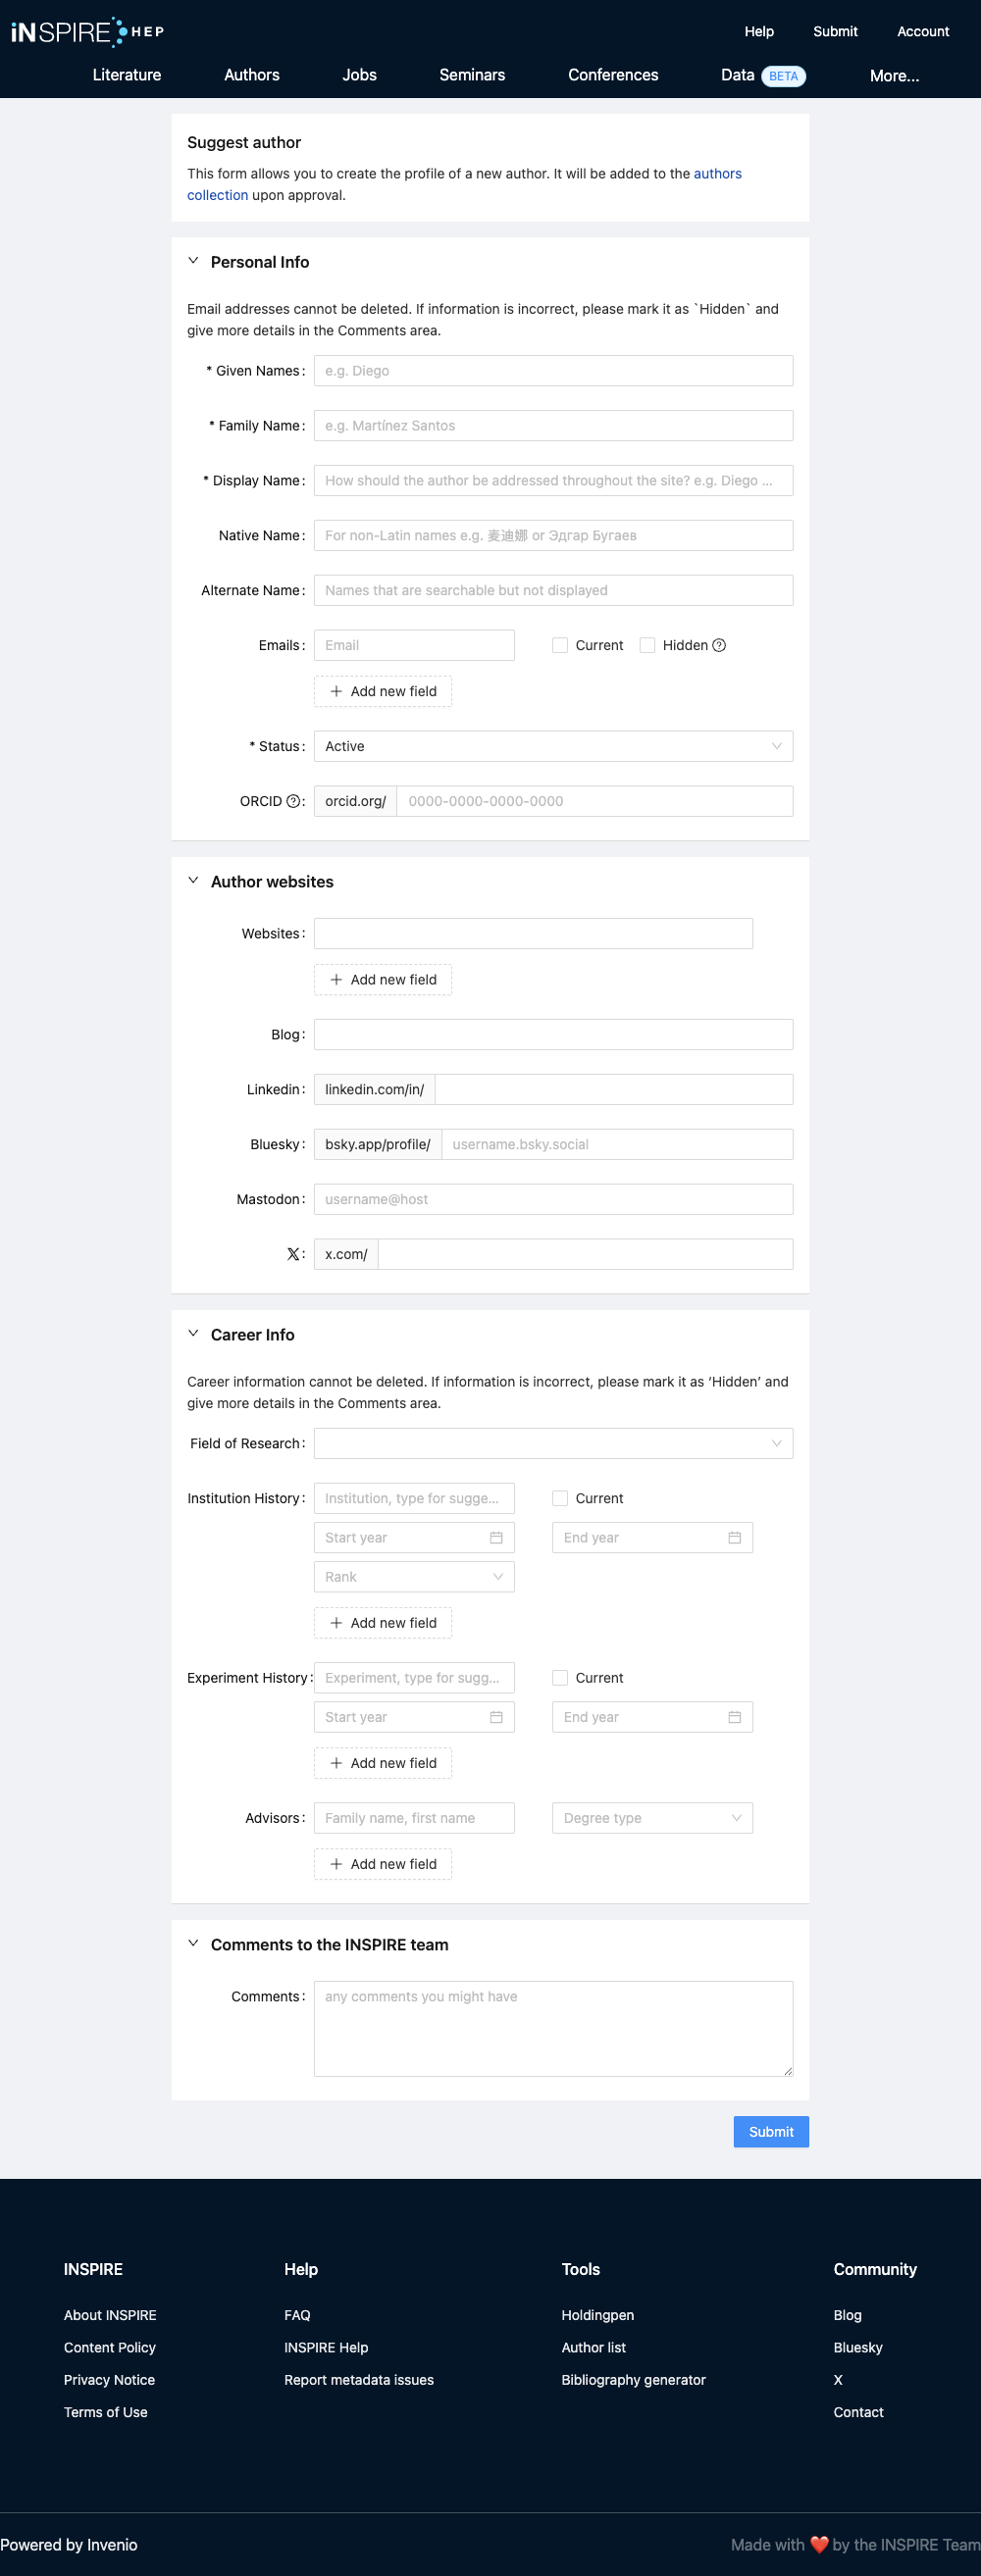 iNSPIRE HEP
Help Submit Account
Literature Authors Jobs Seminars Conferences Data BETA More...
Suggest author
This form allows you to create the profile of a new author. It will be added to the authors
collection upon approval.
Personal Info
Email addresses cannot be deleted. If information is incorrect, please mark it as `Hidden` and
give more details in the Comments area.
* Given Names: e.g. Diego
* Family Name: e.g. Martínez Santos
* Display Name: How should the author be addressed throughout the site? e.g. Diego ...
Native Name: For non-Latin names e.g. 麦迪娜 or Эдгар Бугаев
Alternate Name: Names that are searchable but not displayed
Emails: Email Current Hidden
Add new field
* Status: Active
ORCID : orcid.org/ 0000-0000-0000-0000
Author websites
Websites:
Add new field
Blog:
Linkedin: linkedin.com/in/
Bluesky: bsky.app/profile/ username.bsky.social
Mastodon: username@host
X: x.com/
Career Info
Career information cannot be deleted. If information is incorrect, please mark it as ‘Hidden’ and
give more details in the Comments area.
Field of Research:
Institution History: Institution, type for sugge... Current
Start year End year
Rank
Add new field
Experiment History: Experiment, type for sugg... Current
Start year End year
Add new field
Advisors: Family name, first name Degree type
Add new field
Comments to the INSPIRE team
Comments: any comments you might have
Submit
INSPIRE Help Tools Community
About INSPIRE FAQ Holdingpen Blog
Content Policy INSPIRE Help Author list Bluesky
Privacy Notice Report metadata issues Bibliography generator X
Terms of Use Contact
Powered by Invenio Made with ❤️ by the INSPIRE Team